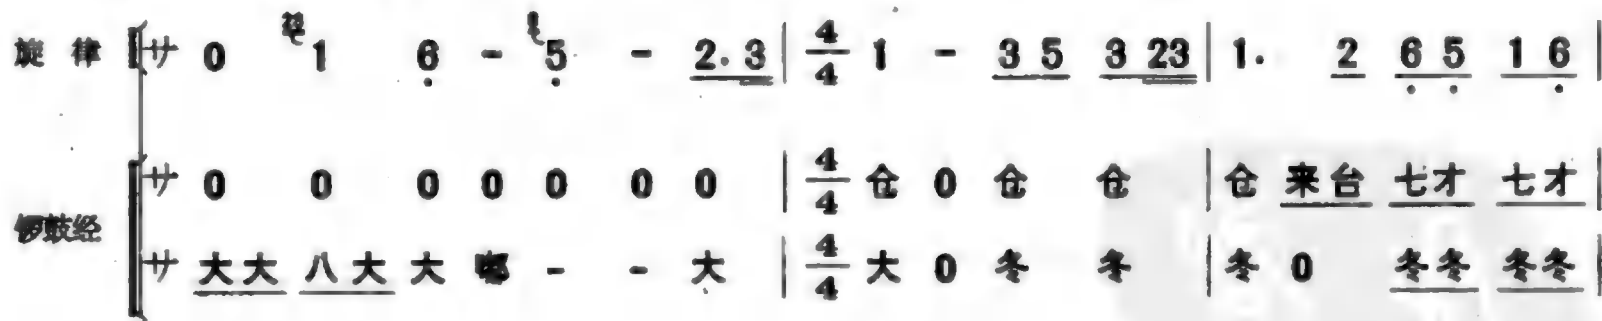 旋律 サ 0 1 6 - 5 - 2. 3 | 4/4 1 - 3 5 3 23 | 1. 2 6 5 1 6 |
サ 0 0 0 0 0 0 0 | 4/4 仓 0 仓 仓 | 仓 来台 七才 七才 |
锣鼓经
サ 大大 八大大 - - 大 | 4/4 大 0 冬 冬 | 冬 0 冬冬 冬冬 |